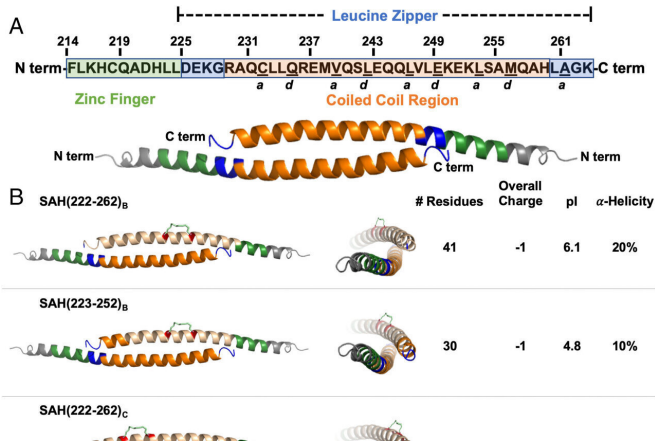 A
Leucine Zipper
214 219 225 231 237 243 249 255 261
N term-FLKHCQADHLLDEKGRAQCLLQREMVQSLEQQLVLEKEKLSAMQAHLAGK-C term
a d a d a d a d a
Zinc Finger
Coiled Coil Region
C term
N term
N term
C term
B
SAH(222-262)B
# Residues Overall Charge pI α-Helicity
41 -1 6.1 20%
SAH(223-252)B
30 -1 4.8 10%
SAH(222-262)C